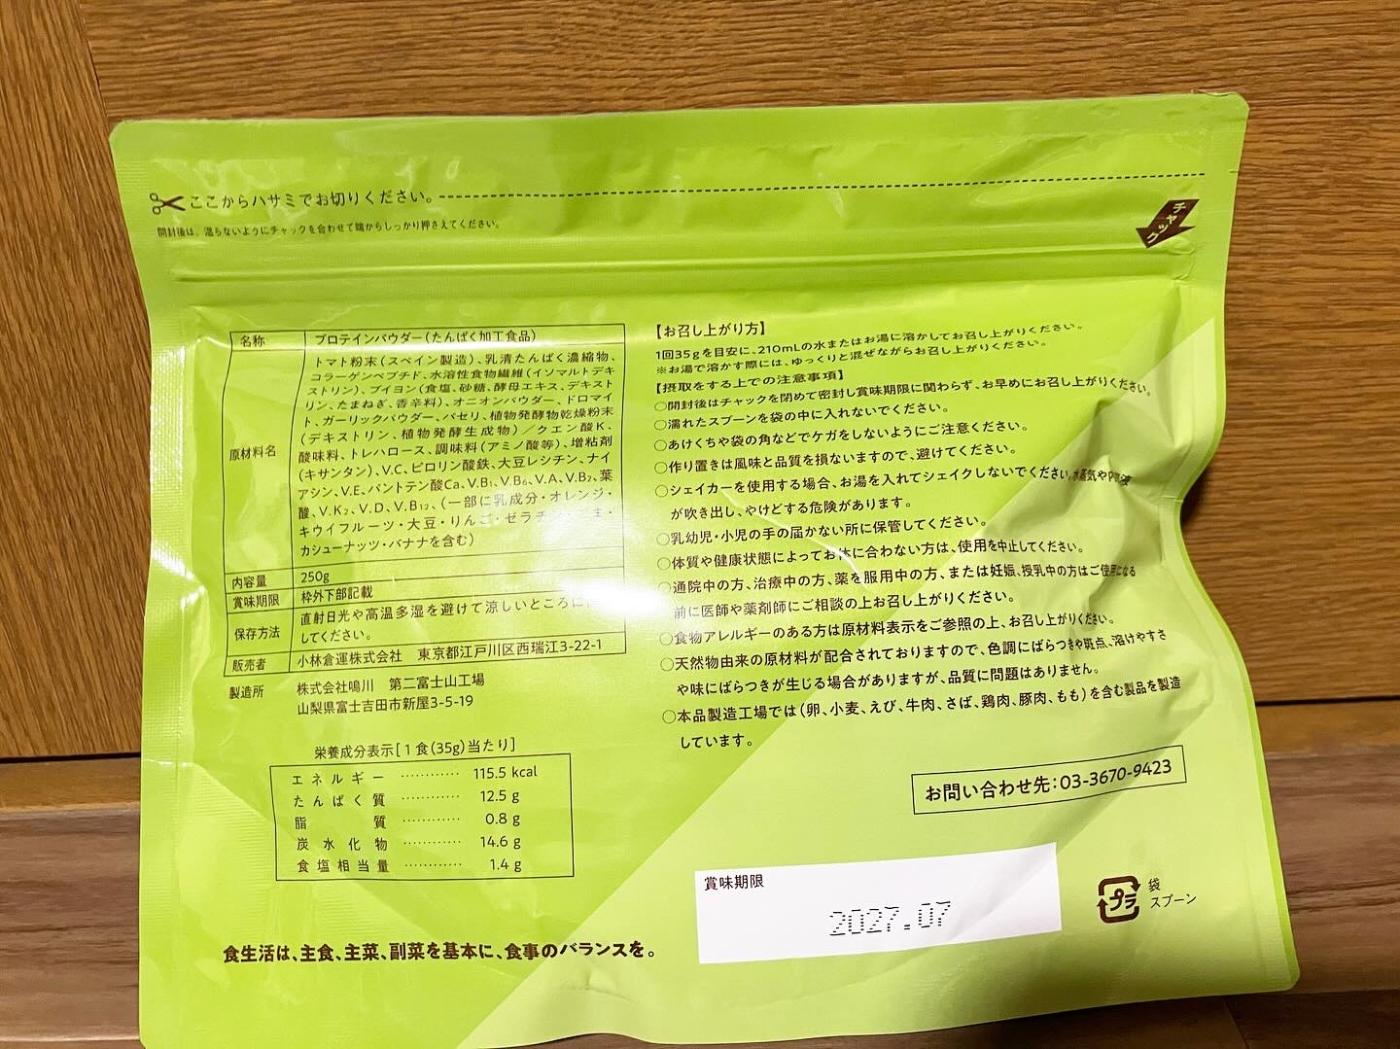 ここからハサミでお切りください。
開封後は、湿らないようにチャックを合わせて端からしっかり押さえてください。
チャック
名称 プロテインパウダー(たんぱく加工食品)
原材料名
トマト粉末(スペイン製造)、乳清たんぱく濃縮物、
コラーゲンペプチド、水溶性食物繊維(イソマルトデキ
ストリン)、ブイヨン(食塩、砂糖、酵母エキス、デキスト
リン、たまねぎ、香辛料)、オニオンパウダー、ドロマイ
ト、ガーリックパウダー、パセリ、植物発酵物乾燥粉末
(デキストリン、植物発酵生成物)/クエン酸K、
酸味料、トレハロース、調味料(アミノ酸等)、増粘剤
(キサンタン)、V.C、ピロリン酸鉄、大豆レシチン、ナイ
アシン、V.E、パントテン酸Ca、V.B₁、V.B₆、V.A、V.B₂、葉
酸、V.K₂、V.D、V.B₁₂、(一部に乳成分・オレンジ・
キウイフルーツ・大豆・りんご・ゼラチン・ごま・
カシューナッツ・バナナを含む)
内容量 250g
賞味期限 枠外下部記載
保存方法
直射日光や高温多湿を避けて涼しいところに
してください。
販売者 小林倉運株式会社 東京都江戸川区西瑞江3-22-1
製造所 株式会社鳴川 第二富士山工場
山梨県富士吉田市新屋3-5-19
栄養成分表示[1食(35g)当たり]
エネルギー ………… 115.5 kcal
たんぱく質 ………… 12.5 g
脂質 ………… 0.8 g
炭水化物 ………… 14.6 g
食塩相当量 ………… 1.4 g
食生活は、主食、主菜、副菜を基本に、食事のバランスを。
【お召し上がり方】
1回35gを目安に、210mLの水またはお湯に溶かしてお召し上がりください。
※お湯で溶かす際には、ゆっくりと混ぜながらお召し上がりください。
【摂取をする上での注意事項】
○開封後はチャックを閉めて密封し賞味期限に関わらず、お早めにお召し上がりください。
○濡れたスプーンを袋の中に入れないでください。
○あけくちや袋の角などでケガをしないようにご注意ください。
○作り置きは風味と品質を損ないますので、避けてください。
○シェイカーを使用する場合、お湯を入れてシェイクしないでください。水蒸気や内容液
が吹き出し、やけどする危険があります。
○乳幼児・小児の手の届かない所に保管してください。
○体質や健康状態によってお体に合わない方は、使用を中止してください。
○通院中の方、治療中の方、薬を服用中の方、または妊娠、授乳中の方はご使用になる
前に医師や薬剤師にご相談の上お召し上がりください。
○食物アレルギーのある方は原材料表示をご参照の上、お召し上がりください。
○天然物由来の原材料が配合されておりますので、色調にばらつきや斑点、溶けやすさ
や味にばらつきが生じる場合がありますが、品質に問題はありません。
○本品製造工場では(卵、小麦、えび、牛肉、さば、鶏肉、豚肉、もも)を含む製品を製造
しています。
お問い合わせ先:03-3670-9423
賞味期限
2027.07
プラ
袋
スプーン